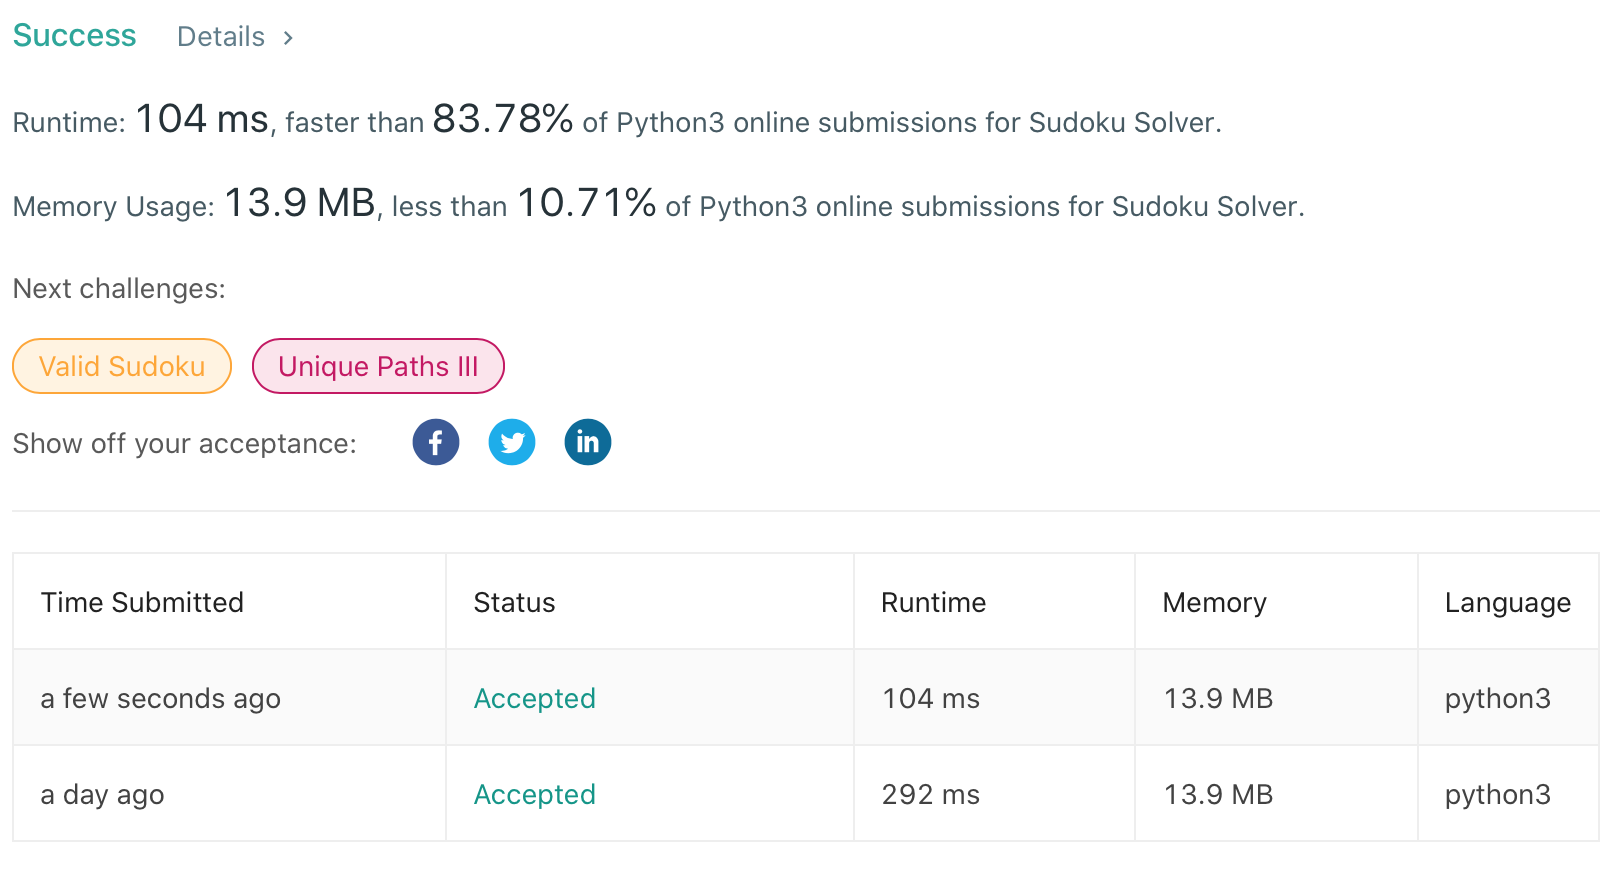 Success Details >
Runtime: 104 ms, faster than 83.78% of Python3 online submissions for Sudoku Solver.
Memory Usage: 13.9 MB, less than 10.71% of Python3 online submissions for Sudoku Solver.
Next challenges:
Valid Sudoku Unique Paths III
Show off your acceptance: f in
Time Submitted Status Runtime Memory Language
a few seconds ago Accepted 104 ms 13.9 MB python3
a day ago Accepted 292 ms 13.9 MB python3